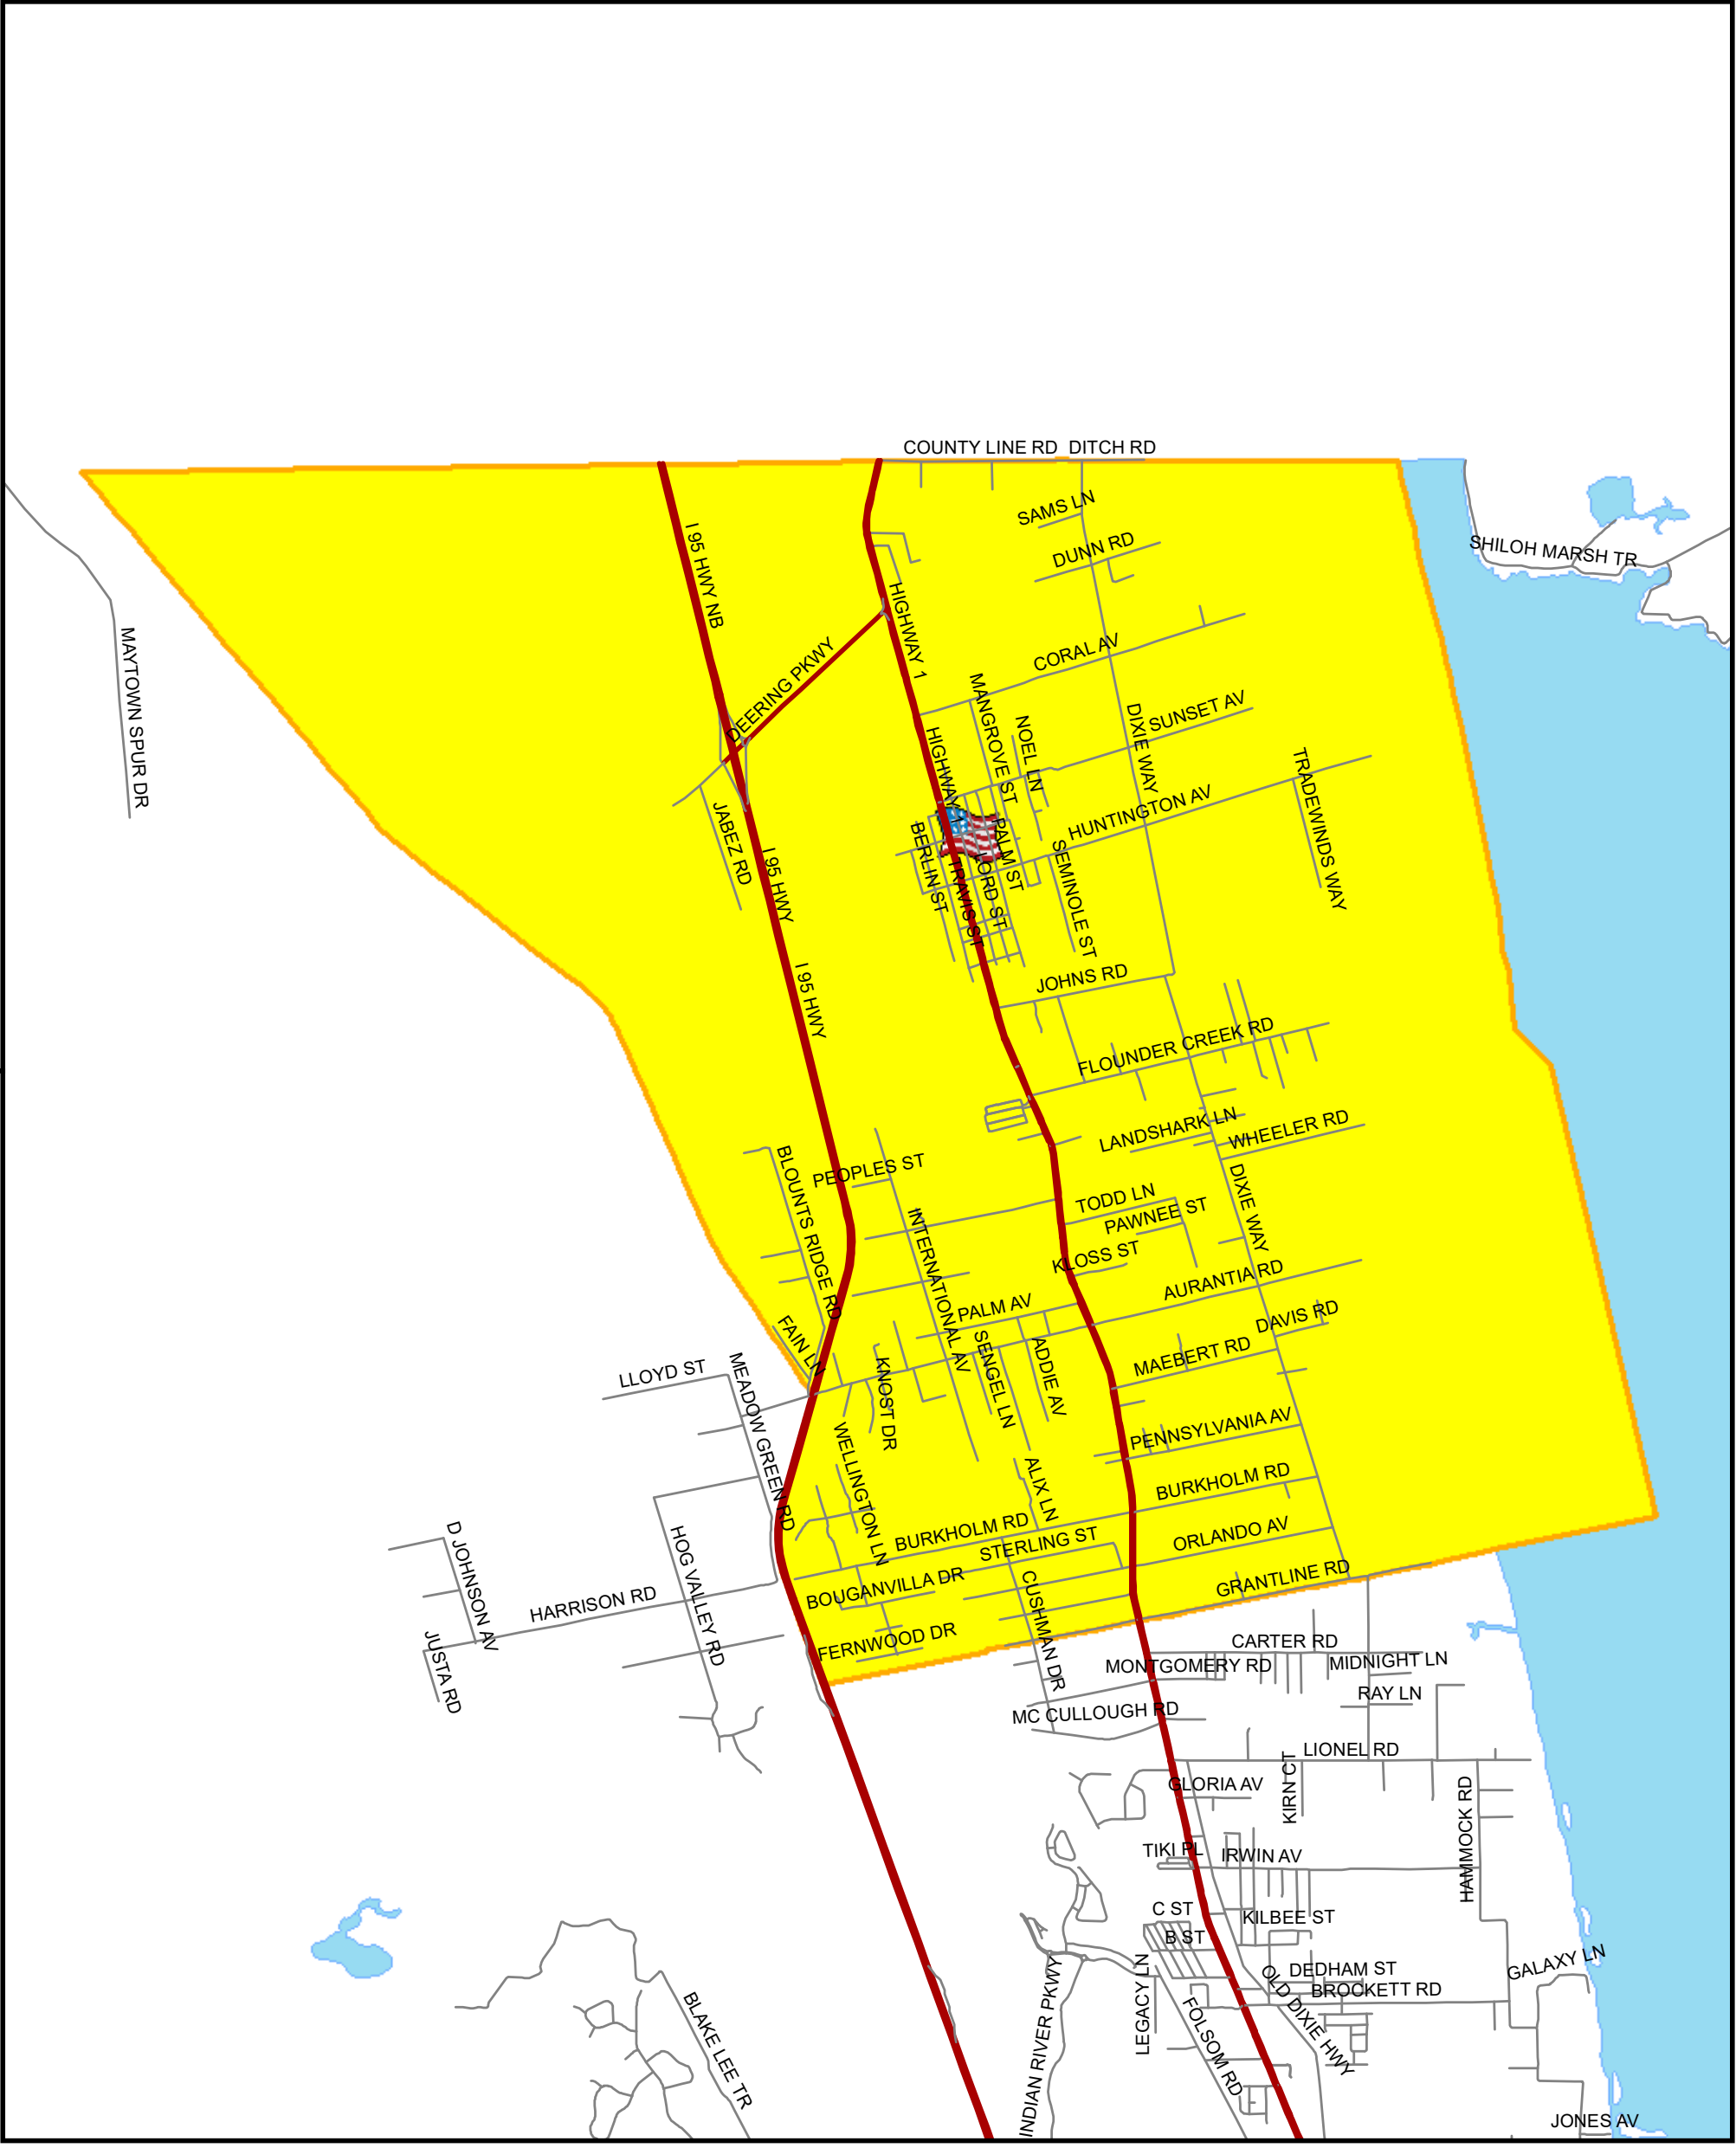 COUNTY LINE RD
DITCH RD
SAMS LN
DUNN RD
SHILOH MARSH TR
I 95 HWY NB
HIGHWAY 1
MAYTOWN SPUR DR
DEERING PKWY
CORAL AV
MANGROVE ST
NOEL LN
DIXIE WAY
SUNSET AV
HIGHWAY 1
TRADEWINDS WAY
HUNTINGTON AV
JABEZ RD
I 95 HWY
BERLIN ST
TRAVIS ST
LORD ST
PALM ST
SEMINOLE ST
I 95 HWY
JOHNS RD
FLOUNDER CREEK RD
LANDSHARK LN
WHEELER RD
BLOUNTS RIDGE RD
PEOPLES ST
INTERNATIONAL AV
TODD LN
PAWNEE ST
DIXIE WAY
KLOSS ST
AURANTIA RD
PALM AV
DAVIS RD
FAIN LN
SENGEL LN
ADDIE AV
MAEBERT RD
LLOYD ST
MEADOW GREEN RD
KNOST DR
WELLINGTON LN
PENNSYLVANIA AV
ALIX LN
BURKHOLM RD
BURKHOLM RD
STERLING ST
ORLANDO AV
D JOHNSON AV
HOG VALLEY RD
HARRISON RD
BOUGANVILLA DR
CUSHMAN DR
GRANTLINE RD
JUSTA RD
FERNWOOD DR
CARTER RD
MONTGOMERY RD
MIDNIGHT LN
RAY LN
MC CULLOUGH RD
LIONEL RD
GLORIA AV
KIRN CT
HAMMOCK RD
TIKI PL
IRWIN AV
C ST
KILBEE ST
B ST
GALAXY LN
DEDHAM ST
BROCKETT RD
OLD DIXIE HWY
LEGACY LN
FOLSOM RD
INDIAN RIVER PKWY
BLAKE LEE TR
JONES AV